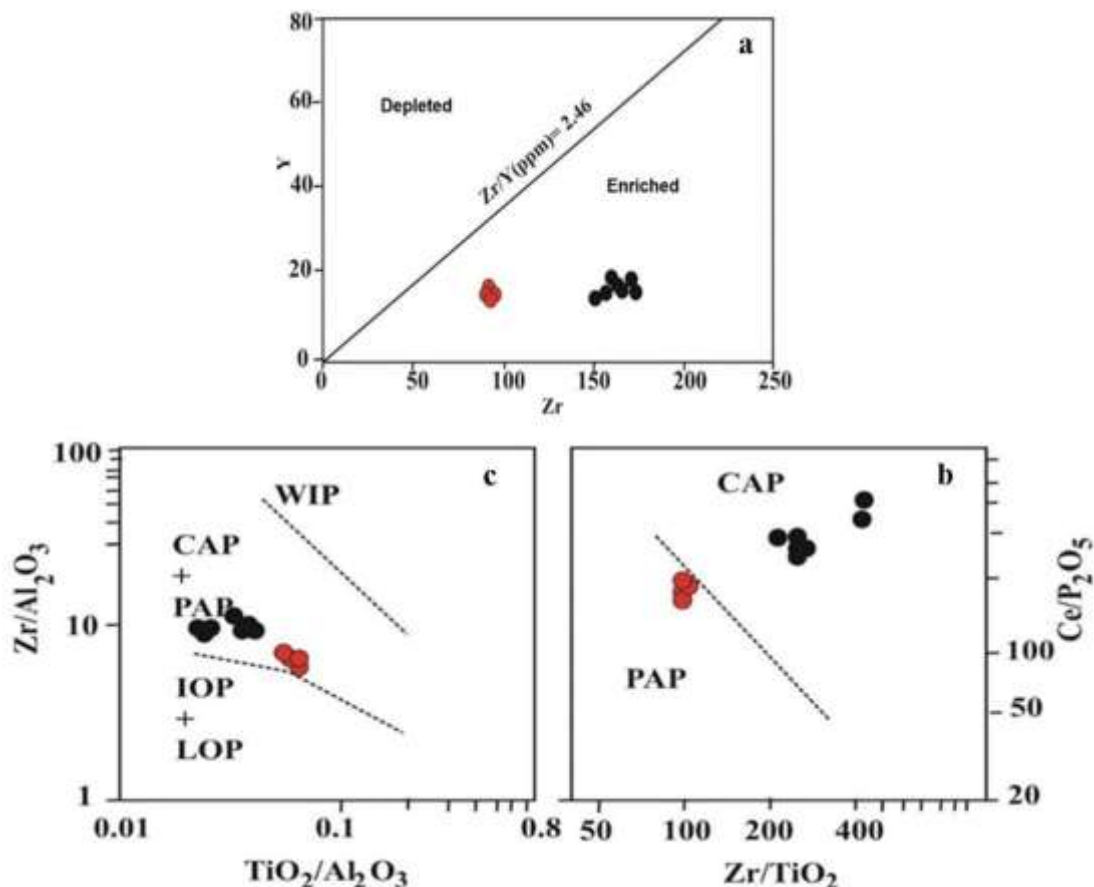 80
a
60
Depleted
Zr/Y(ppm)= 2.46
Y
40
Enriched
20
0
0 50 100 150 200 250
Zr
100
c
WIP
CAP
+
PAP
Zr/Al₂O₃
10
IOP
+
LOP
1
0.01 0.1 0.8
TiO₂/Al₂O₃
CAP
b
PAP
Ce/P₂O₅
100
50
20
50 100 200 400
Zr/TiO₂